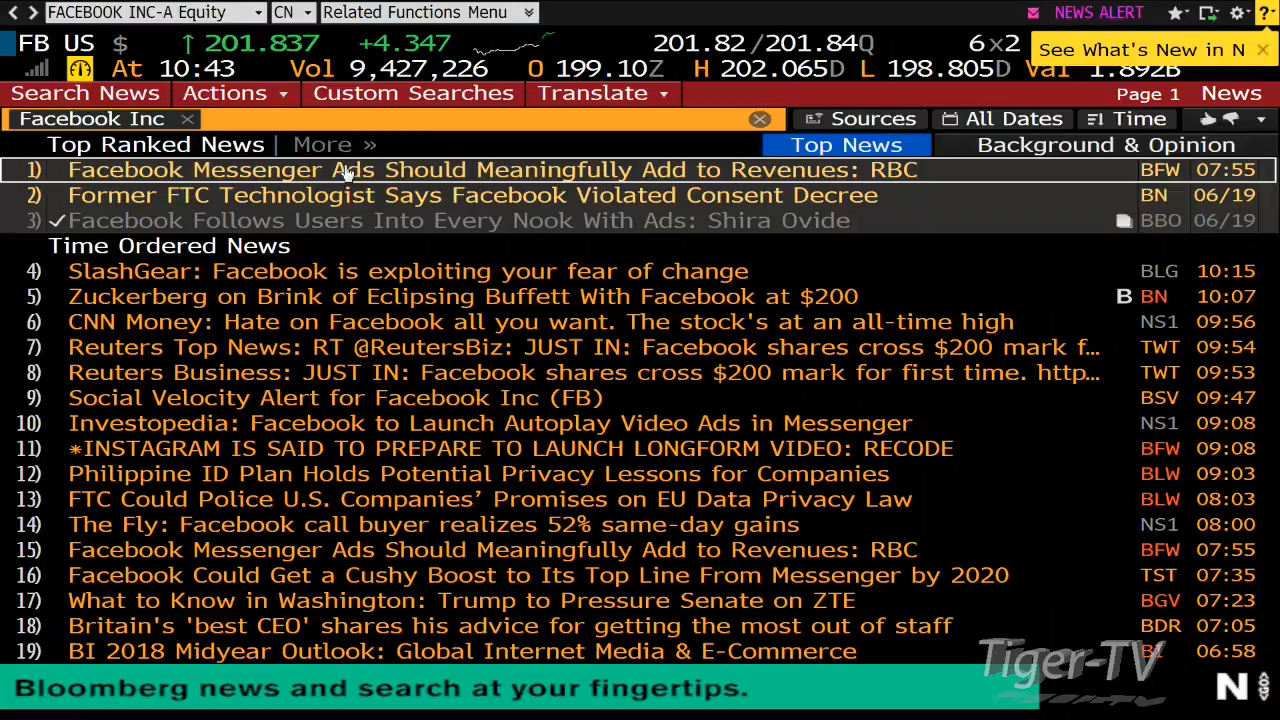 FACEBOOK INC-A Equity CN Related Functions Menu NEWS ALERT ?
FB US $ ↑ 201.837 +4.347 201.82/201.84Q 6x2
At 10:43 Vol 9,427,226 O 199.10Z H 202.065D L 198.805D Val 1.892B
See What's New in N ×
Search News Actions Custom Searches Translate Page 1 News
Facebook Inc Sources All Dates Time
Top Ranked News | More » Top News Background & Opinion
1) Facebook Messenger Ads Should Meaningfully Add to Revenues: RBC BFW 07:55
2) Former FTC Technologist Says Facebook Violated Consent Decree BN 06/19
3) ✓Facebook Follows Users Into Every Nook With Ads: Shira Ovide BBO 06/19
Time Ordered News
4) SlashGear: Facebook is exploiting your fear of change BLG 10:15
5) Zuckerberg on Brink of Eclipsing Buffett With Facebook at $200 B BN 10:07
6) CNN Money: Hate on Facebook all you want. The stock's at an all-time high NS1 09:56
7) Reuters Top News: RT @ReutersBiz: JUST IN: Facebook shares cross $200 mark f... TWT 09:54
8) Reuters Business: JUST IN: Facebook shares cross $200 mark for first time. http... TWT 09:53
9) Social Velocity Alert for Facebook Inc (FB) BSV 09:47
10) Investopedia: Facebook to Launch Autoplay Video Ads in Messenger NS1 09:08
11) *INSTAGRAM IS SAID TO PREPARE TO LAUNCH LONGFORM VIDEO: RECODE BFW 09:08
12) Philippine ID Plan Holds Potential Privacy Lessons for Companies BLW 09:03
13) FTC Could Police U.S. Companies’ Promises on EU Data Privacy Law BLW 08:03
14) The Fly: Facebook call buyer realizes 52% same-day gains NS1 08:00
15) Facebook Messenger Ads Should Meaningfully Add to Revenues: RBC BFW 07:55
16) Facebook Could Get a Cushy Boost to Its Top Line From Messenger by 2020 TST 07:35
17) What to Know in Washington: Trump to Pressure Senate on ZTE BGV 07:23
18) Britain's 'best CEO' shares his advice for getting the most out of staff BDR 07:05
19) BI 2018 Midyear Outlook: Global Internet Media & E-Commerce BI 06:58
Tiger-TV
Bloomberg news and search at your fingertips. N